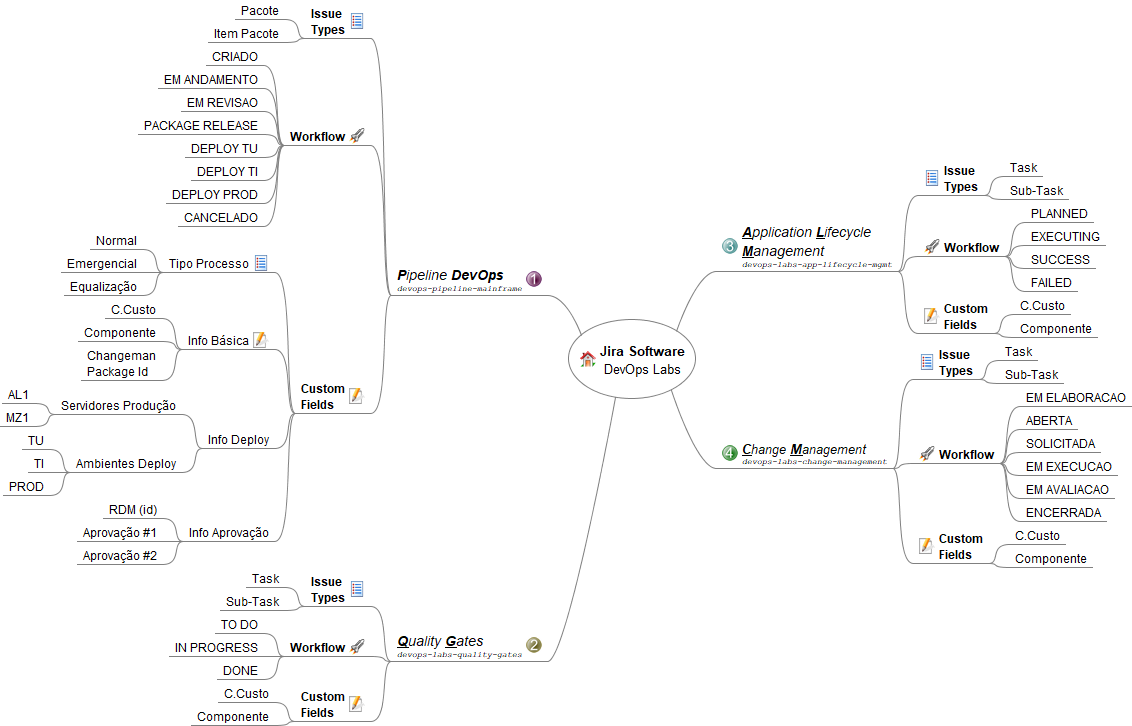 Jira Software
DevOps Labs
1
Pipeline DevOps
devops-pipeline-mainframe
Issue
Types
Pacote
Item Pacote
Workflow
CRIADO
EM ANDAMENTO
EM REVISAO
PACKAGE RELEASE
DEPLOY TU
DEPLOY TI
DEPLOY PROD
CANCELADO
Custom
Fields
Tipo Processo
Normal
Emergencial
Equalização
Info Básica
C.Custo
Componente
Changeman
Package Id
Info Deploy
Servidores Produção
AL1
MZ1
Ambientes Deploy
TU
TI
PROD
Info Aprovação
RDM (id)
Aprovação #1
Aprovação #2
2
Quality Gates
devops-labs-quality-gates
Issue
Types
Task
Sub-Task
Workflow
TO DO
IN PROGRESS
DONE
Custom
Fields
C.Custo
Componente
3
Application Lifecycle
Management
devops-labs-app-lifecycle-mgmt
Issue
Types
Task
Sub-Task
Workflow
PLANNED
EXECUTING
SUCCESS
FAILED
Custom
Fields
C.Custo
Componente
4
Change Management
devops-labs-change-management
Issue
Types
Task
Sub-Task
Workflow
EM ELABORACAO
ABERTA
SOLICITADA
EM EXECUCAO
EM AVALIACAO
ENCERRADA
Custom
Fields
C.Custo
Componente